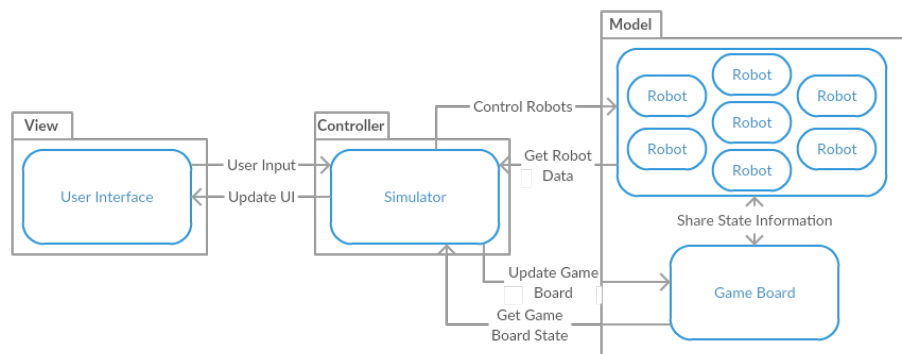 Model
Robot
Robot
Robot
Control Robots
View
Controller
Robot
Robot
Robot
User Input
Get Robot
Data
Robot
User Interface
Update UI
Simulator
Share State Information
Update Game
Board
Game Board
Get Game
Board State